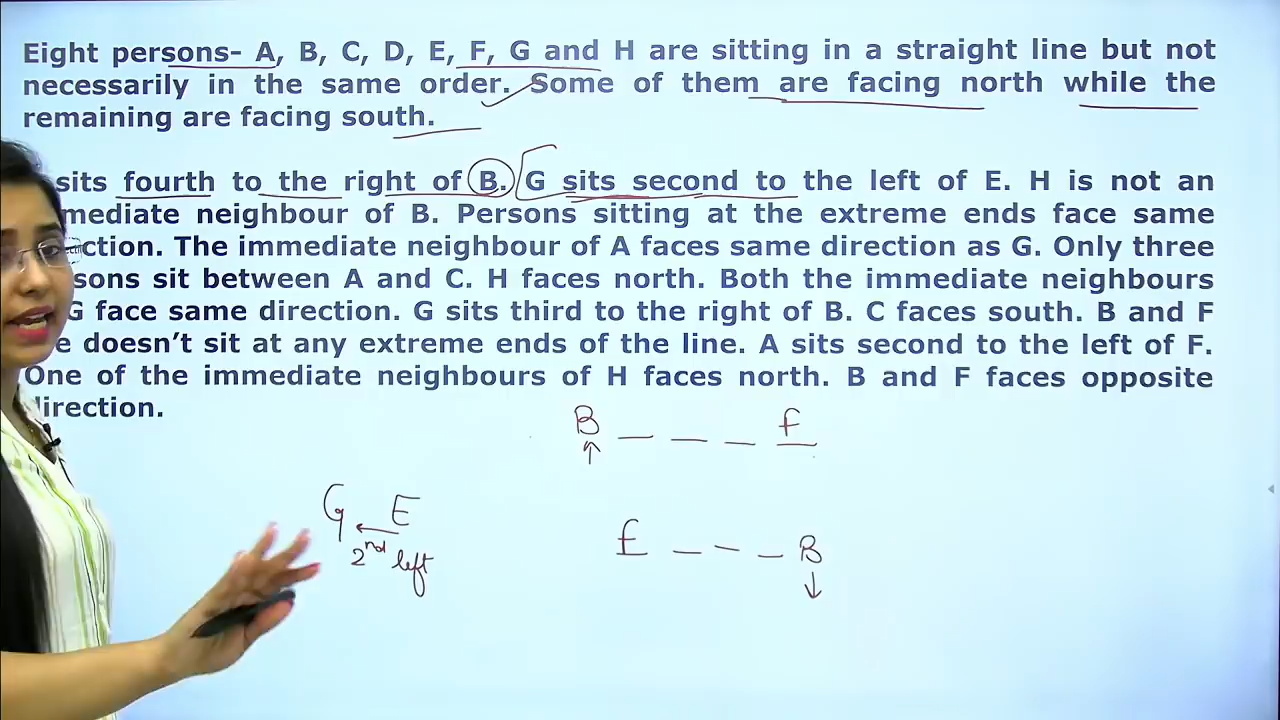 Eight persons- A, B, C, D, E, F, G and H are sitting in a straight line but not
necessarily in the same order. Some of them are facing north while the
remaining are facing south.
sits fourth to the right of B. G sits second to the left of E. H is not an
mediate neighbour of B. Persons sitting at the extreme ends face same
ction. The immediate neighbour of A faces same direction as G. Only three
sons sit between A and C. H faces north. Both the immediate neighbours
G face same direction. G sits third to the right of B. C faces south. B and F
e doesn't sit at any extreme ends of the line. A sits second to the left of F.
One of the immediate neighbours of H faces north. B and F faces opposite
direction.
B f
G E
2nd left
B